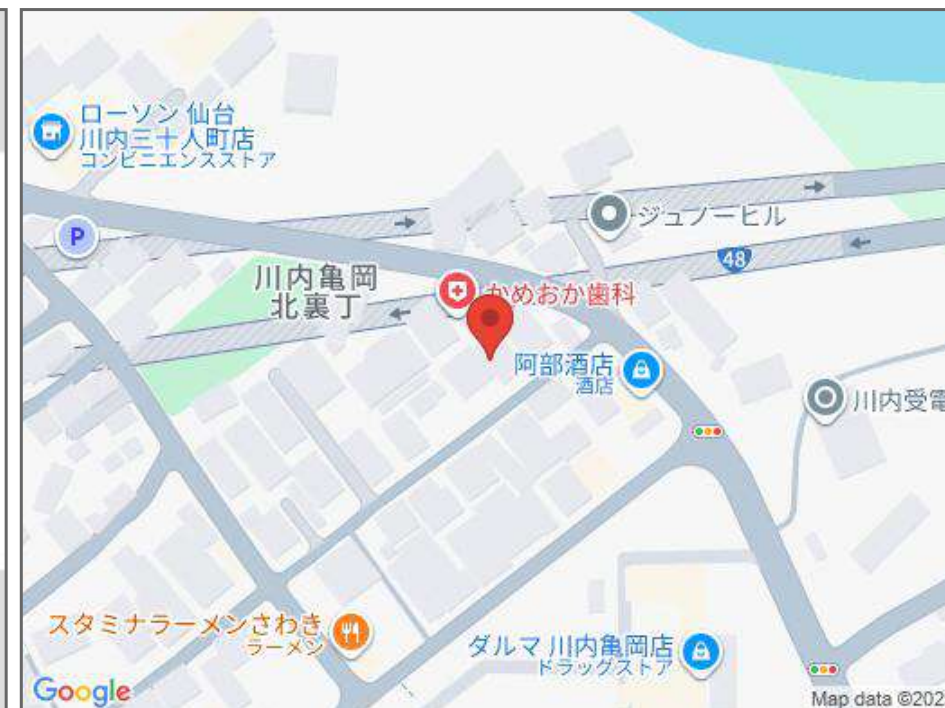 ローソン 仙台
川内三十人町店
コンビニエンスストア
P
ジュノーヒル
48
川内亀岡
北裏丁
かめおか歯科
阿部酒店
酒店
川内受電
スタミナラーメンさわき
ラーメン
ダルマ 川内亀岡店
ドラッグストア
Google
Map data ©202